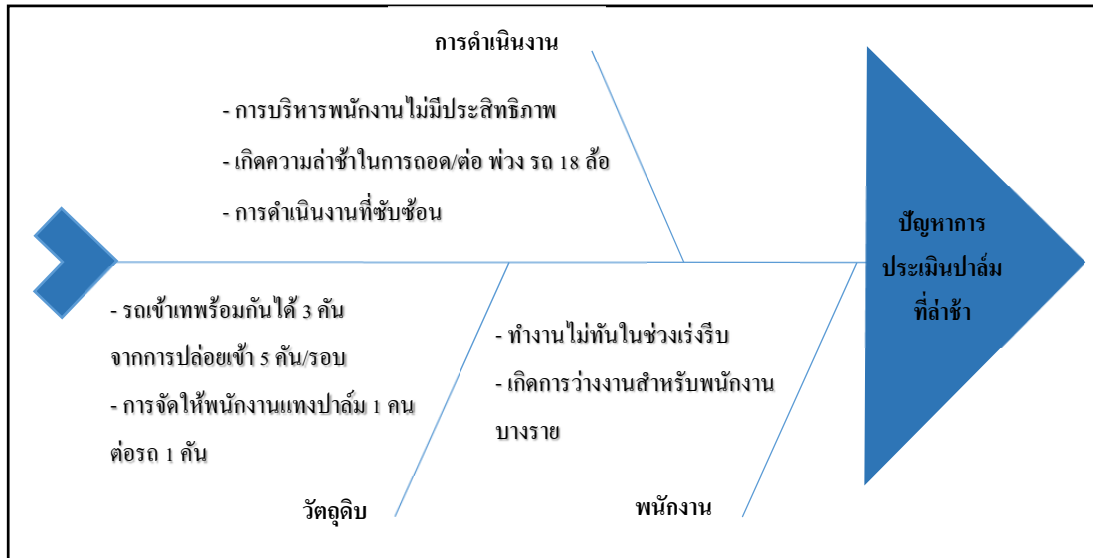 การดำเนินงาน
- การบริหารพนักงานไม่มีประสิทธิภาพ
- เกิดความล่าช้าในการถอด/ต่อ พ่วง รถ 18 ล้อ
- การดำเนินงานที่ซับซ้อน
ปัญหาการ
ประเมินปาล์ม
ที่ล่าช้า
- รถเข้าเทพร้อมกันได้ 3 คัน
จากการปล่อยเข้า 5 คัน/รอบ
- การจัดให้พนักงานแทงปาล์ม 1 คน
ต่อรถ 1 คัน
- ทำงานไม่ทันในช่วงเร่งรีบ
- เกิดการว่างงานสำหรับพนักงาน
บางราย
วัตถุดิบ
พนักงาน